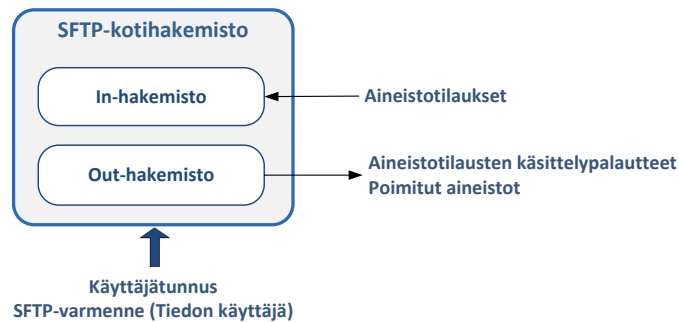 SFTP-kotihakemisto
In-hakemisto
Aineistotilaukset
Out-hakemisto
Aineistotilausten käsittelypalautteet
Poimitut aineistot
Käyttäjätunnus
SFTP-varmenne (Tiedon käyttäjä)